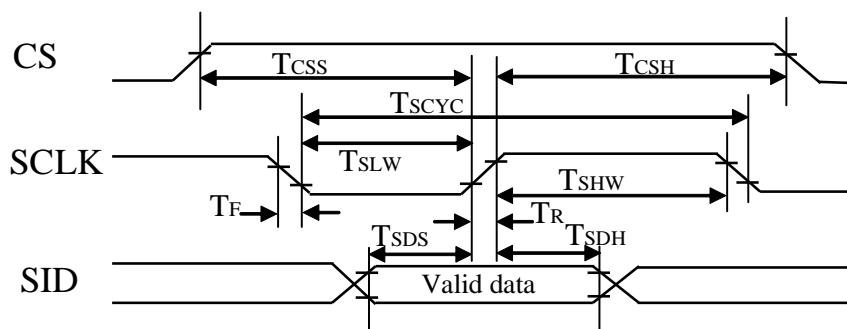 CS
TCSS
TCSH
TSCYC
SCLK
TSLW
TSHW
TF
TR
TSDS
TSDH
SID
Valid data